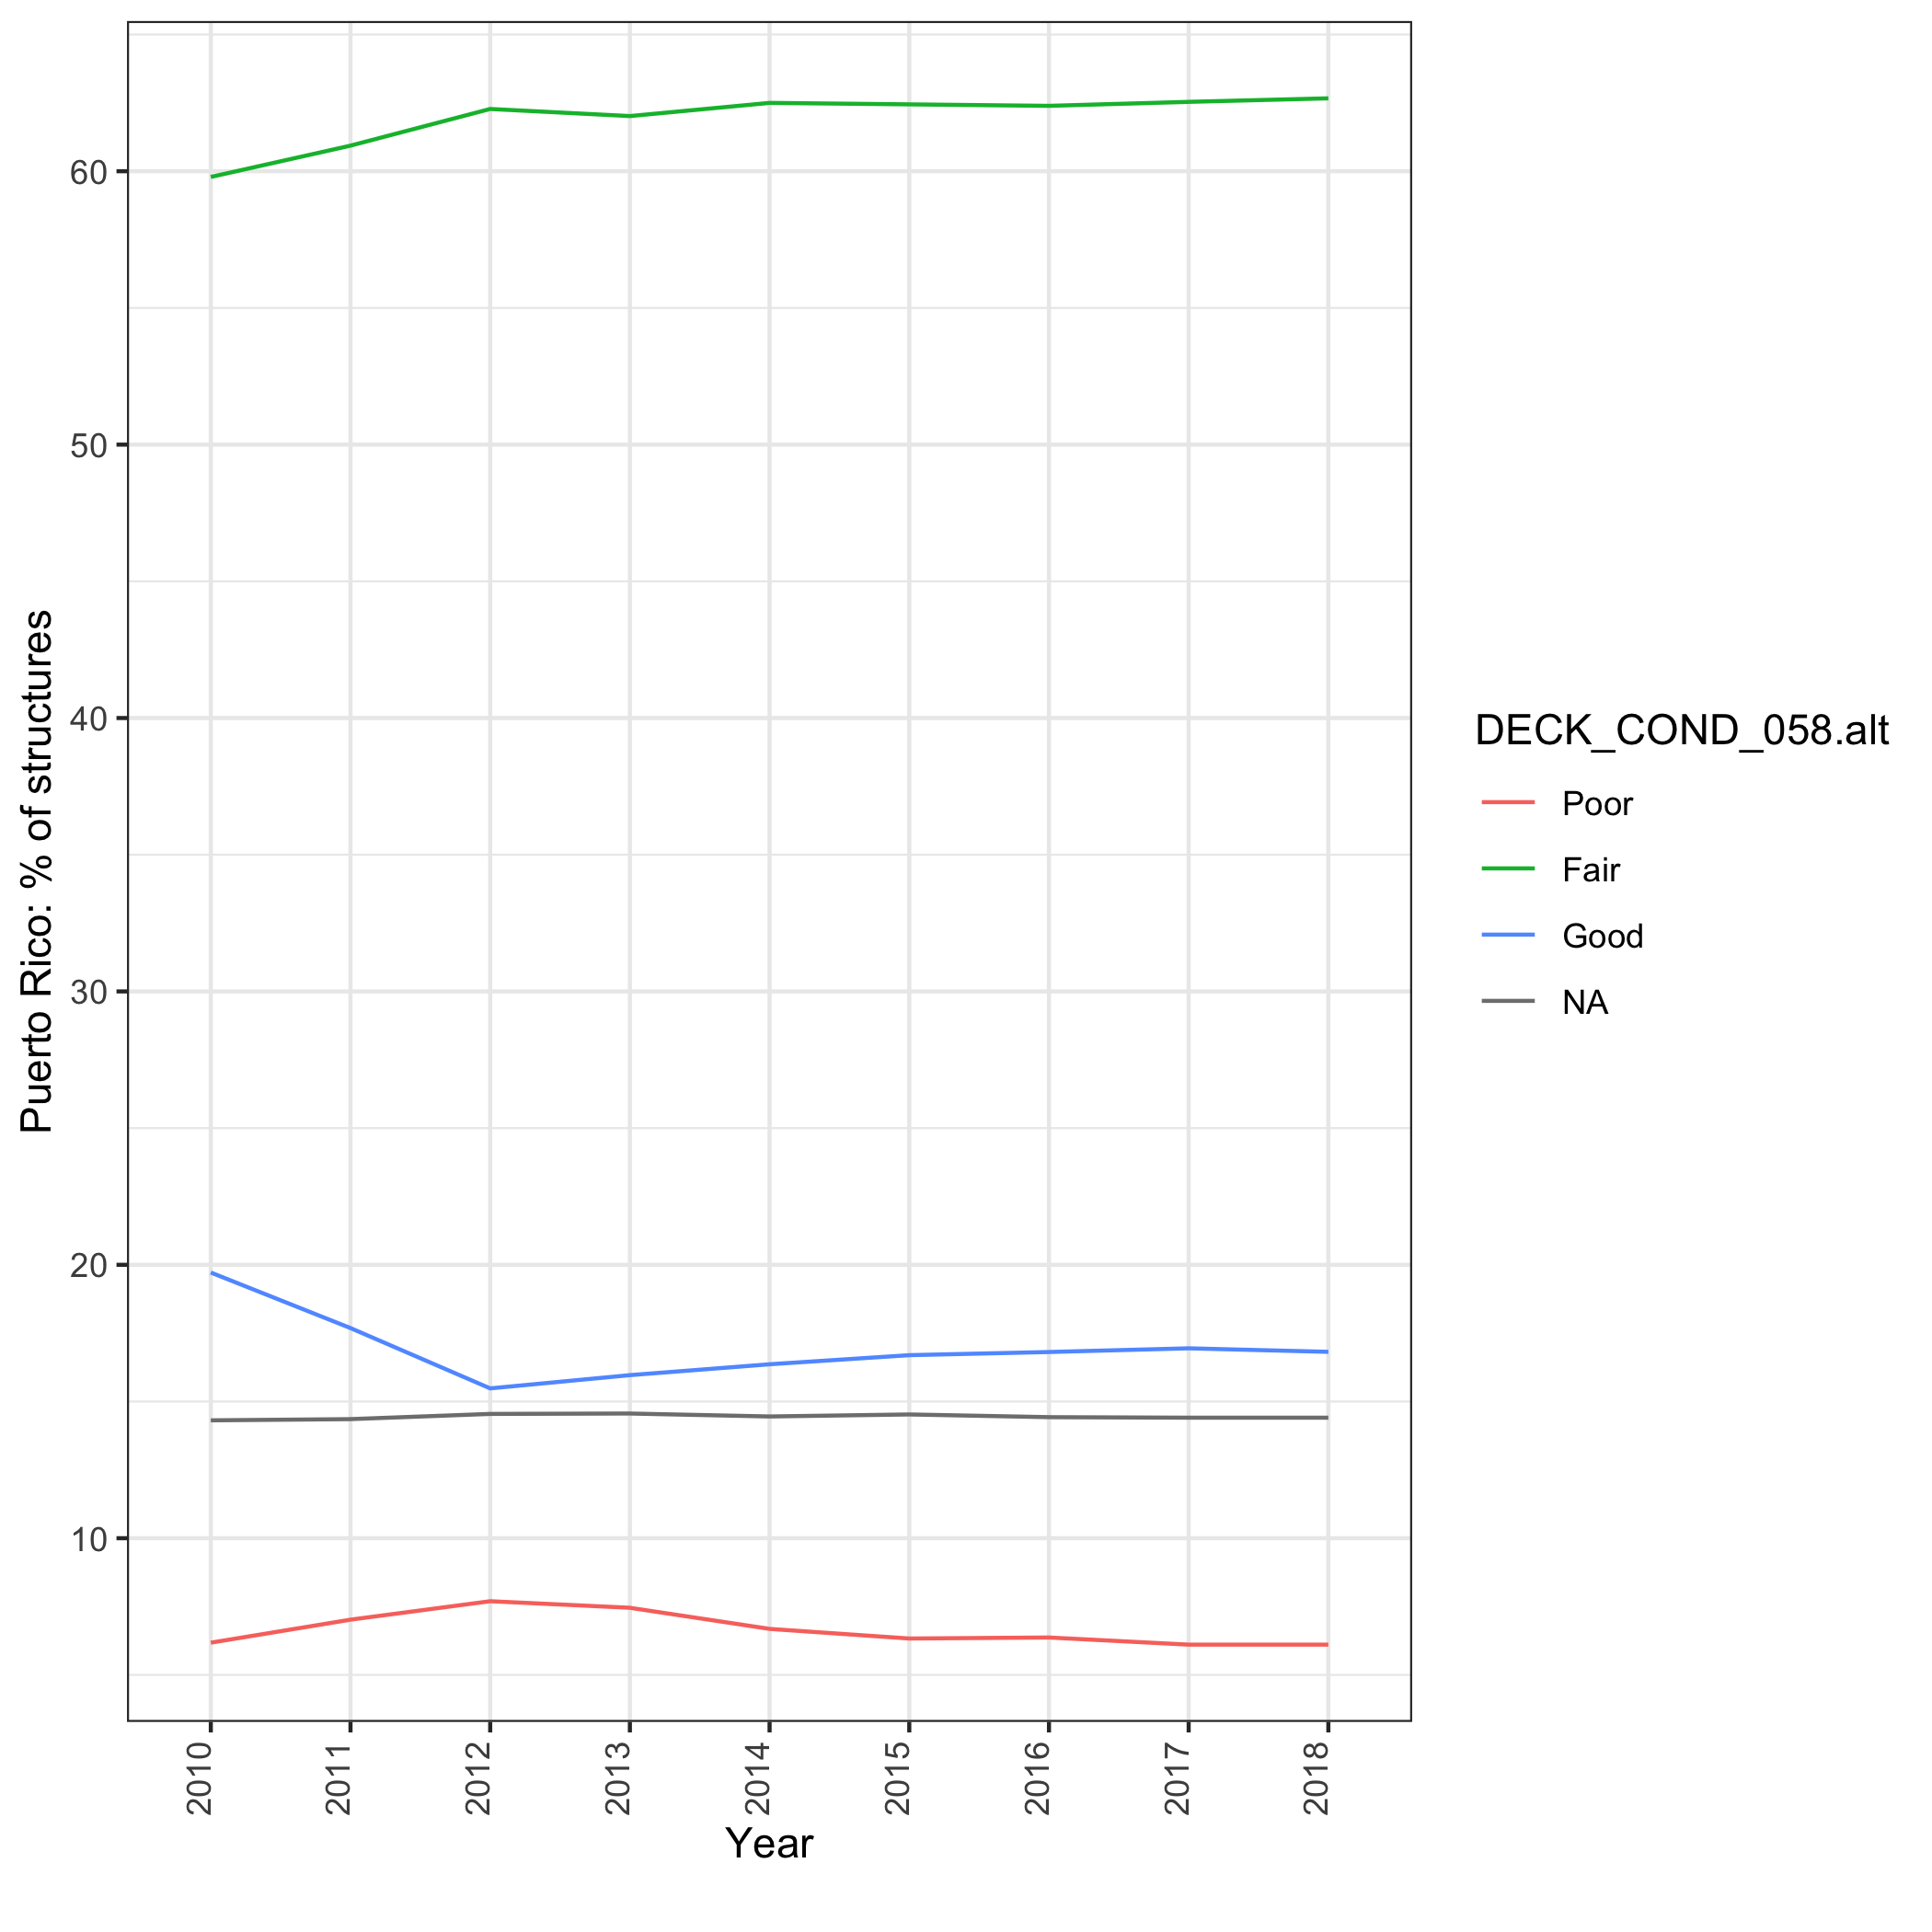 Puerto Rico: % of structures
60
50
40
30
20
10
2010
2011
2012
2013
2014
2015
2016
2017
2018
Year
DECK_COND_058.alt
Poor
Fair
Good
NA